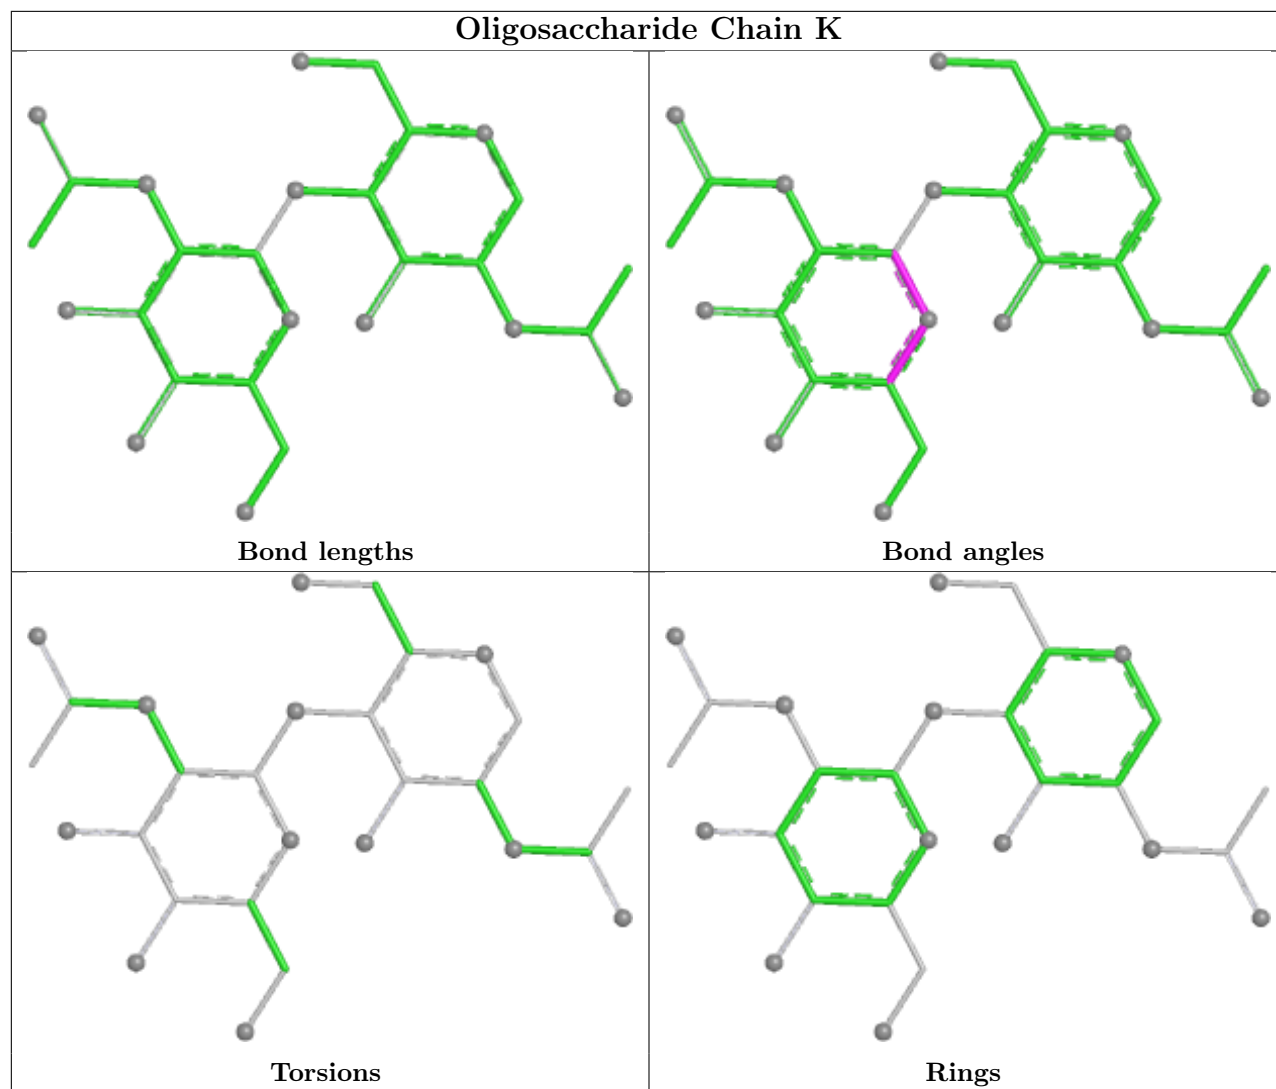 Oligosaccharide Chain K
Bond lengths
Bond angles
Torsions
Rings